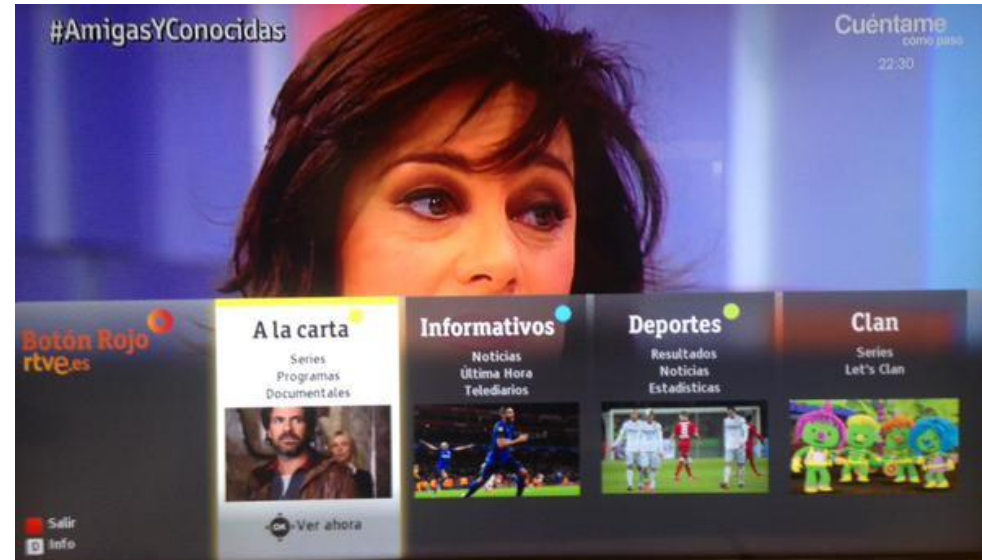 #AmigasYConocidas
Cuéntame
cómo pasó
22:30
Botón Rojo
rtve.es
A la carta
Series
Programas
Documentales
OK
Ver ahora
Informativos
Noticias
Última Hora
Telediarios
Deportes
Resultados
Noticias
Estadísticas
Clan
Series
Let's Clan
Salir
D Info